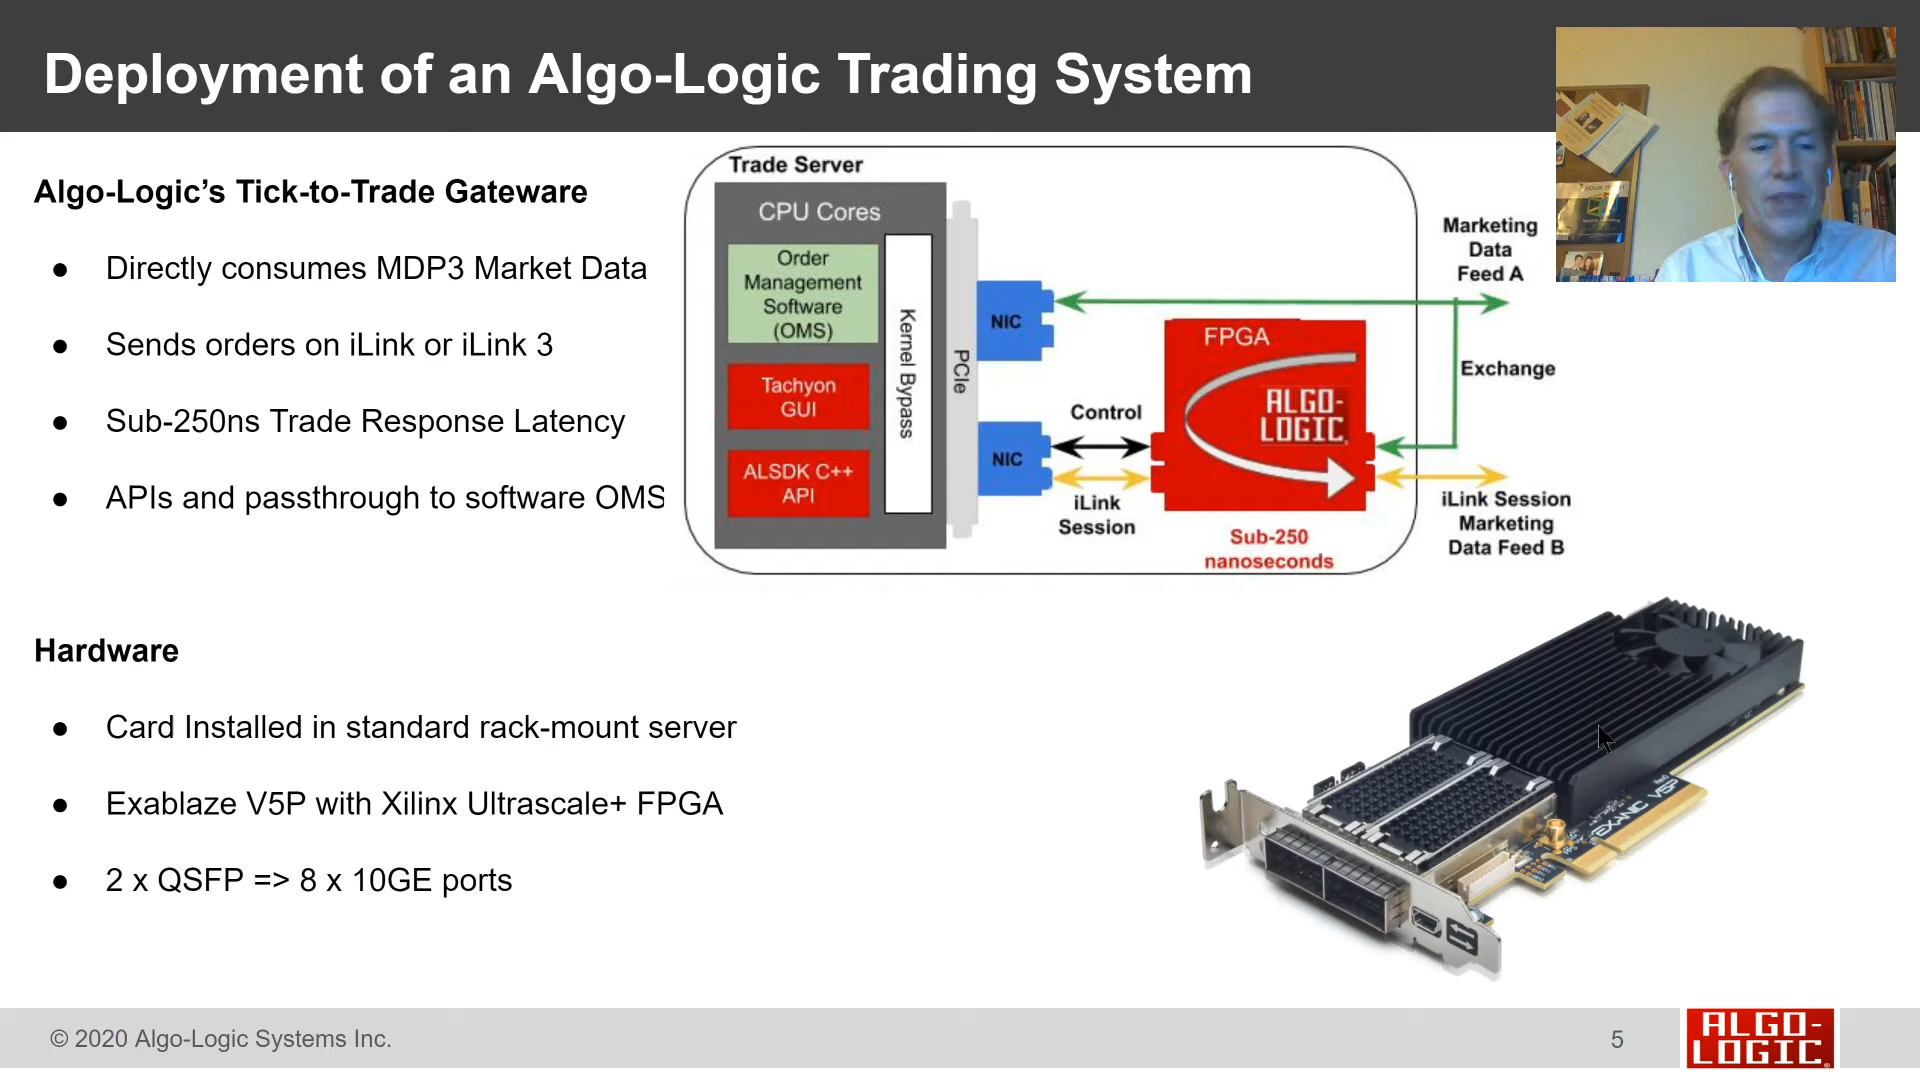 Deployment of an Algo-Logic Trading System
Algo-Logic’s Tick-to-Trade Gateware
● Directly consumes MDP3 Market Data
● Sends orders on iLink or iLink 3
● Sub-250ns Trade Response Latency
● APIs and passthrough to software OMS
Trade Server
CPU Cores
Order
Management
Software
(OMS)
Tachyon
GUI
ALSDK C++
API
Kernel Bypass
PCIe
NIC
NIC
Control
iLink
Session
FPGA
ALGO-
LOGIC
Sub-250
nanoseconds
Marketing
Data
Feed A
Exchange
iLink Session
Marketing
Data Feed B
Hardware
● Card Installed in standard rack-mount server
● Exablaze V5P with Xilinx Ultrascale+ FPGA
● 2 x QSFP => 8 x 10GE ports
EXANIC V5P
© 2020 Algo-Logic Systems Inc.
5
ALGO-
LOGIC®